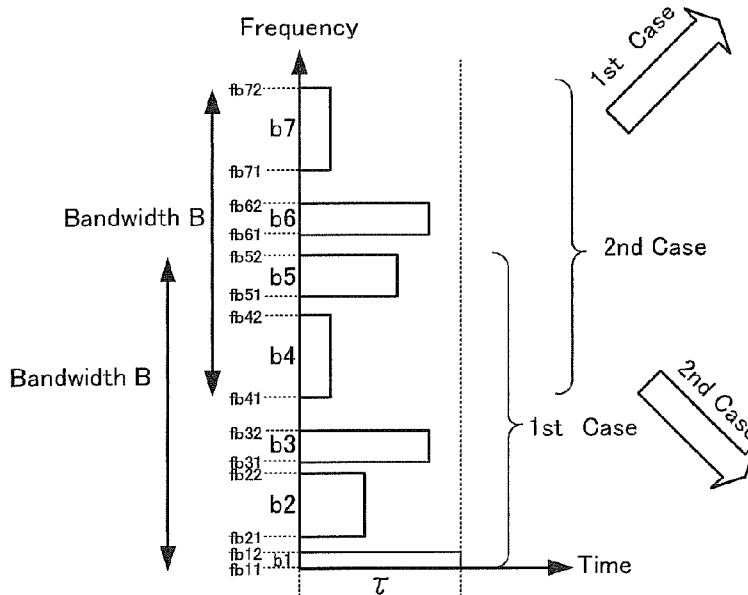 Frequency
1st Case
fb72
b7
fb71
fb62
b6
fb61
Bandwidth B
fb52
b5
fb51
2nd Case
fb42
b4
fb41
Bandwidth B
2nd Case
fb32
b3
fb31
1st Case
fb22
b2
fb21
fb12
b1
fb11
Time
τ